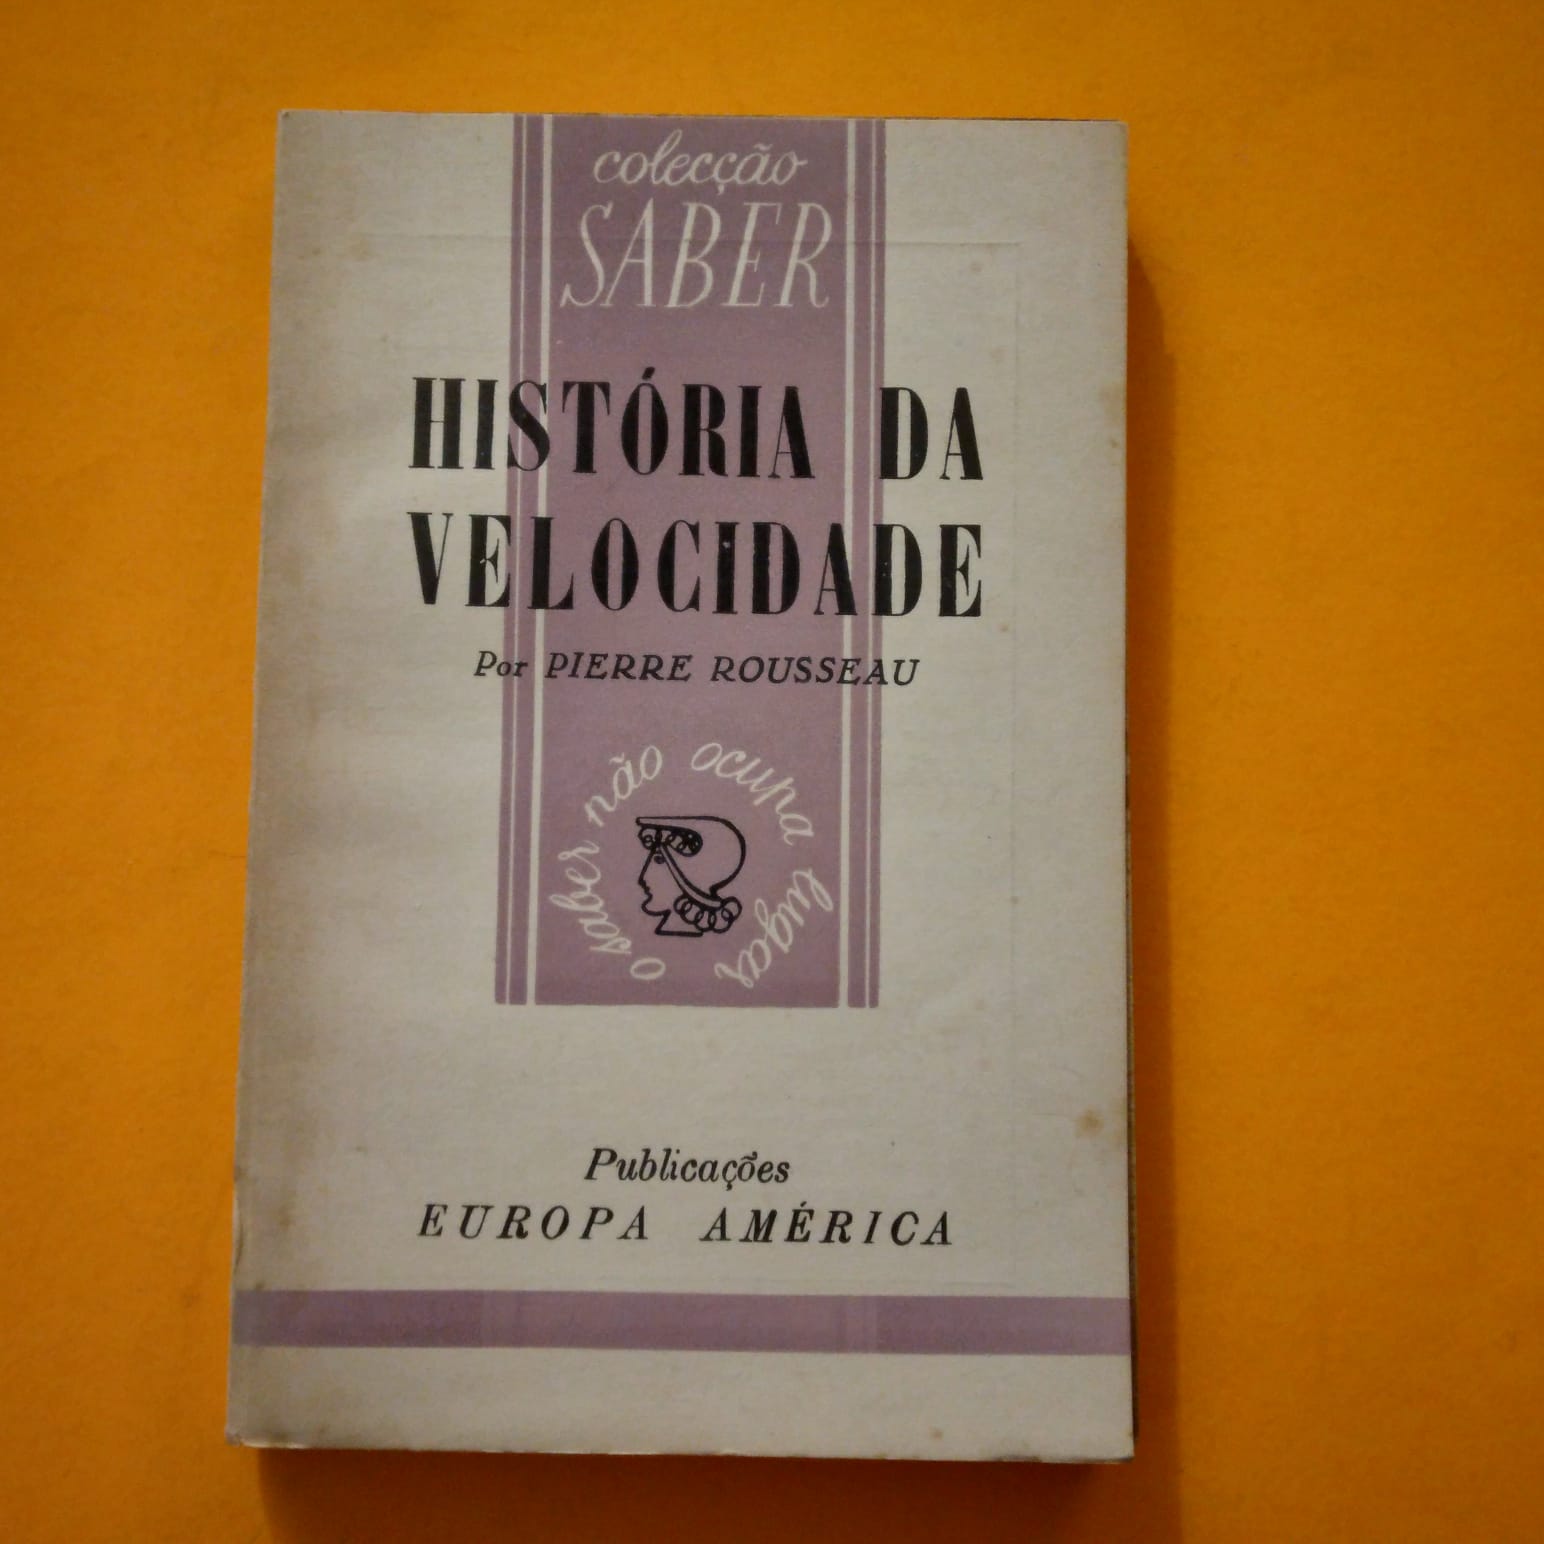 colecção
SABER
HISTÓRIA DA
VELOCIDADE
Por PIERRE ROUSSEAU
o saber não ocupa lugar
Publicações
EUROPA AMÉRICA